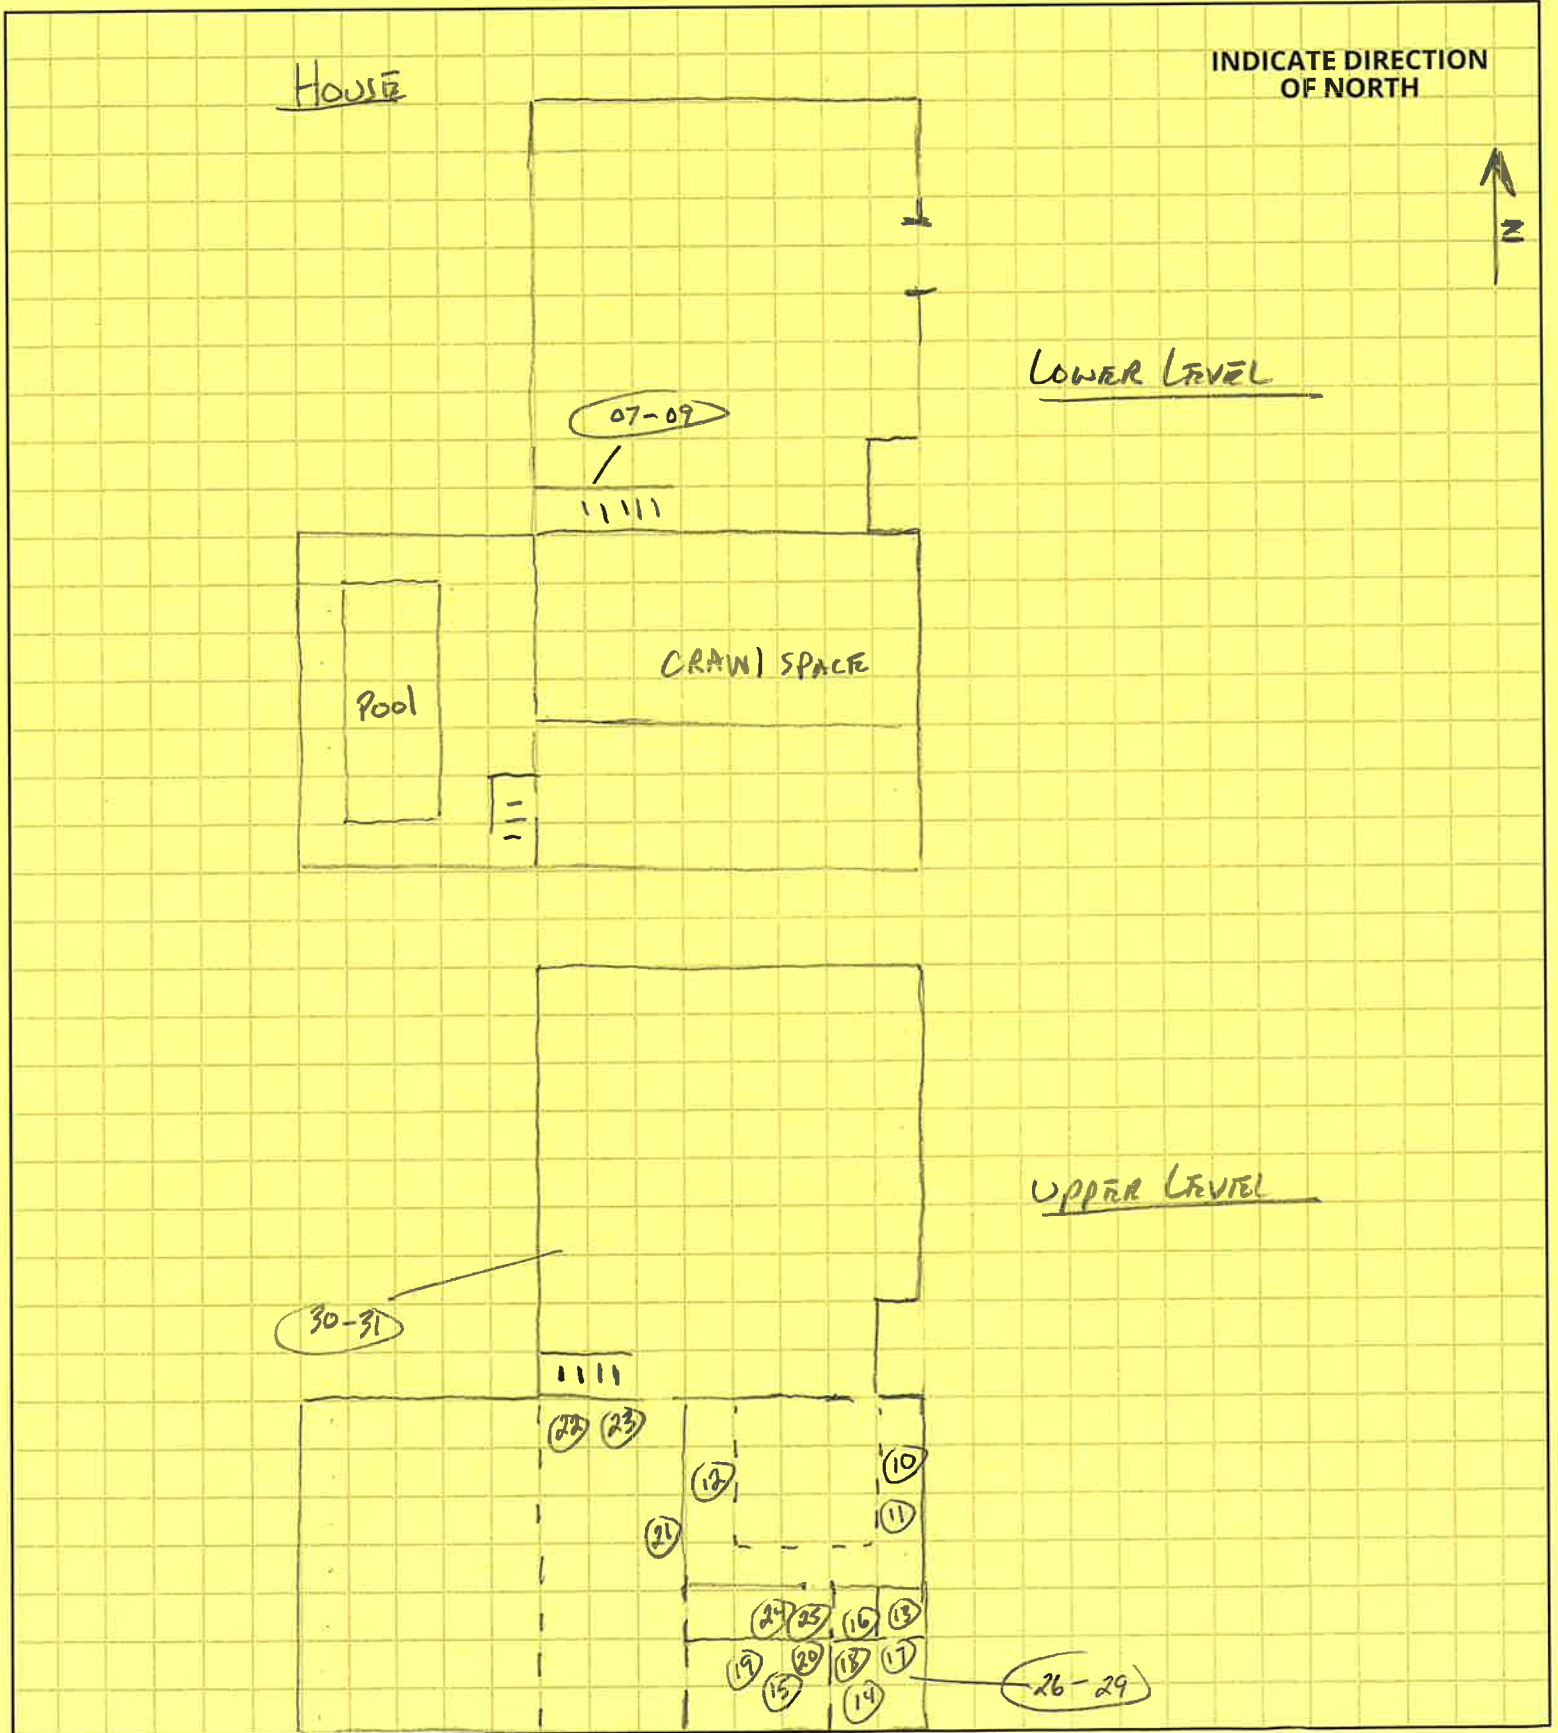 HOUSE
INDICATE DIRECTION
OF NORTH
N
LOWER LEVEL
07-09
CRAWl SPACE
Pool
UPPER LEVEL
30-31
22 23
10
12
11
21
24 25 16 13
19 20 18 17
15 14
26-29